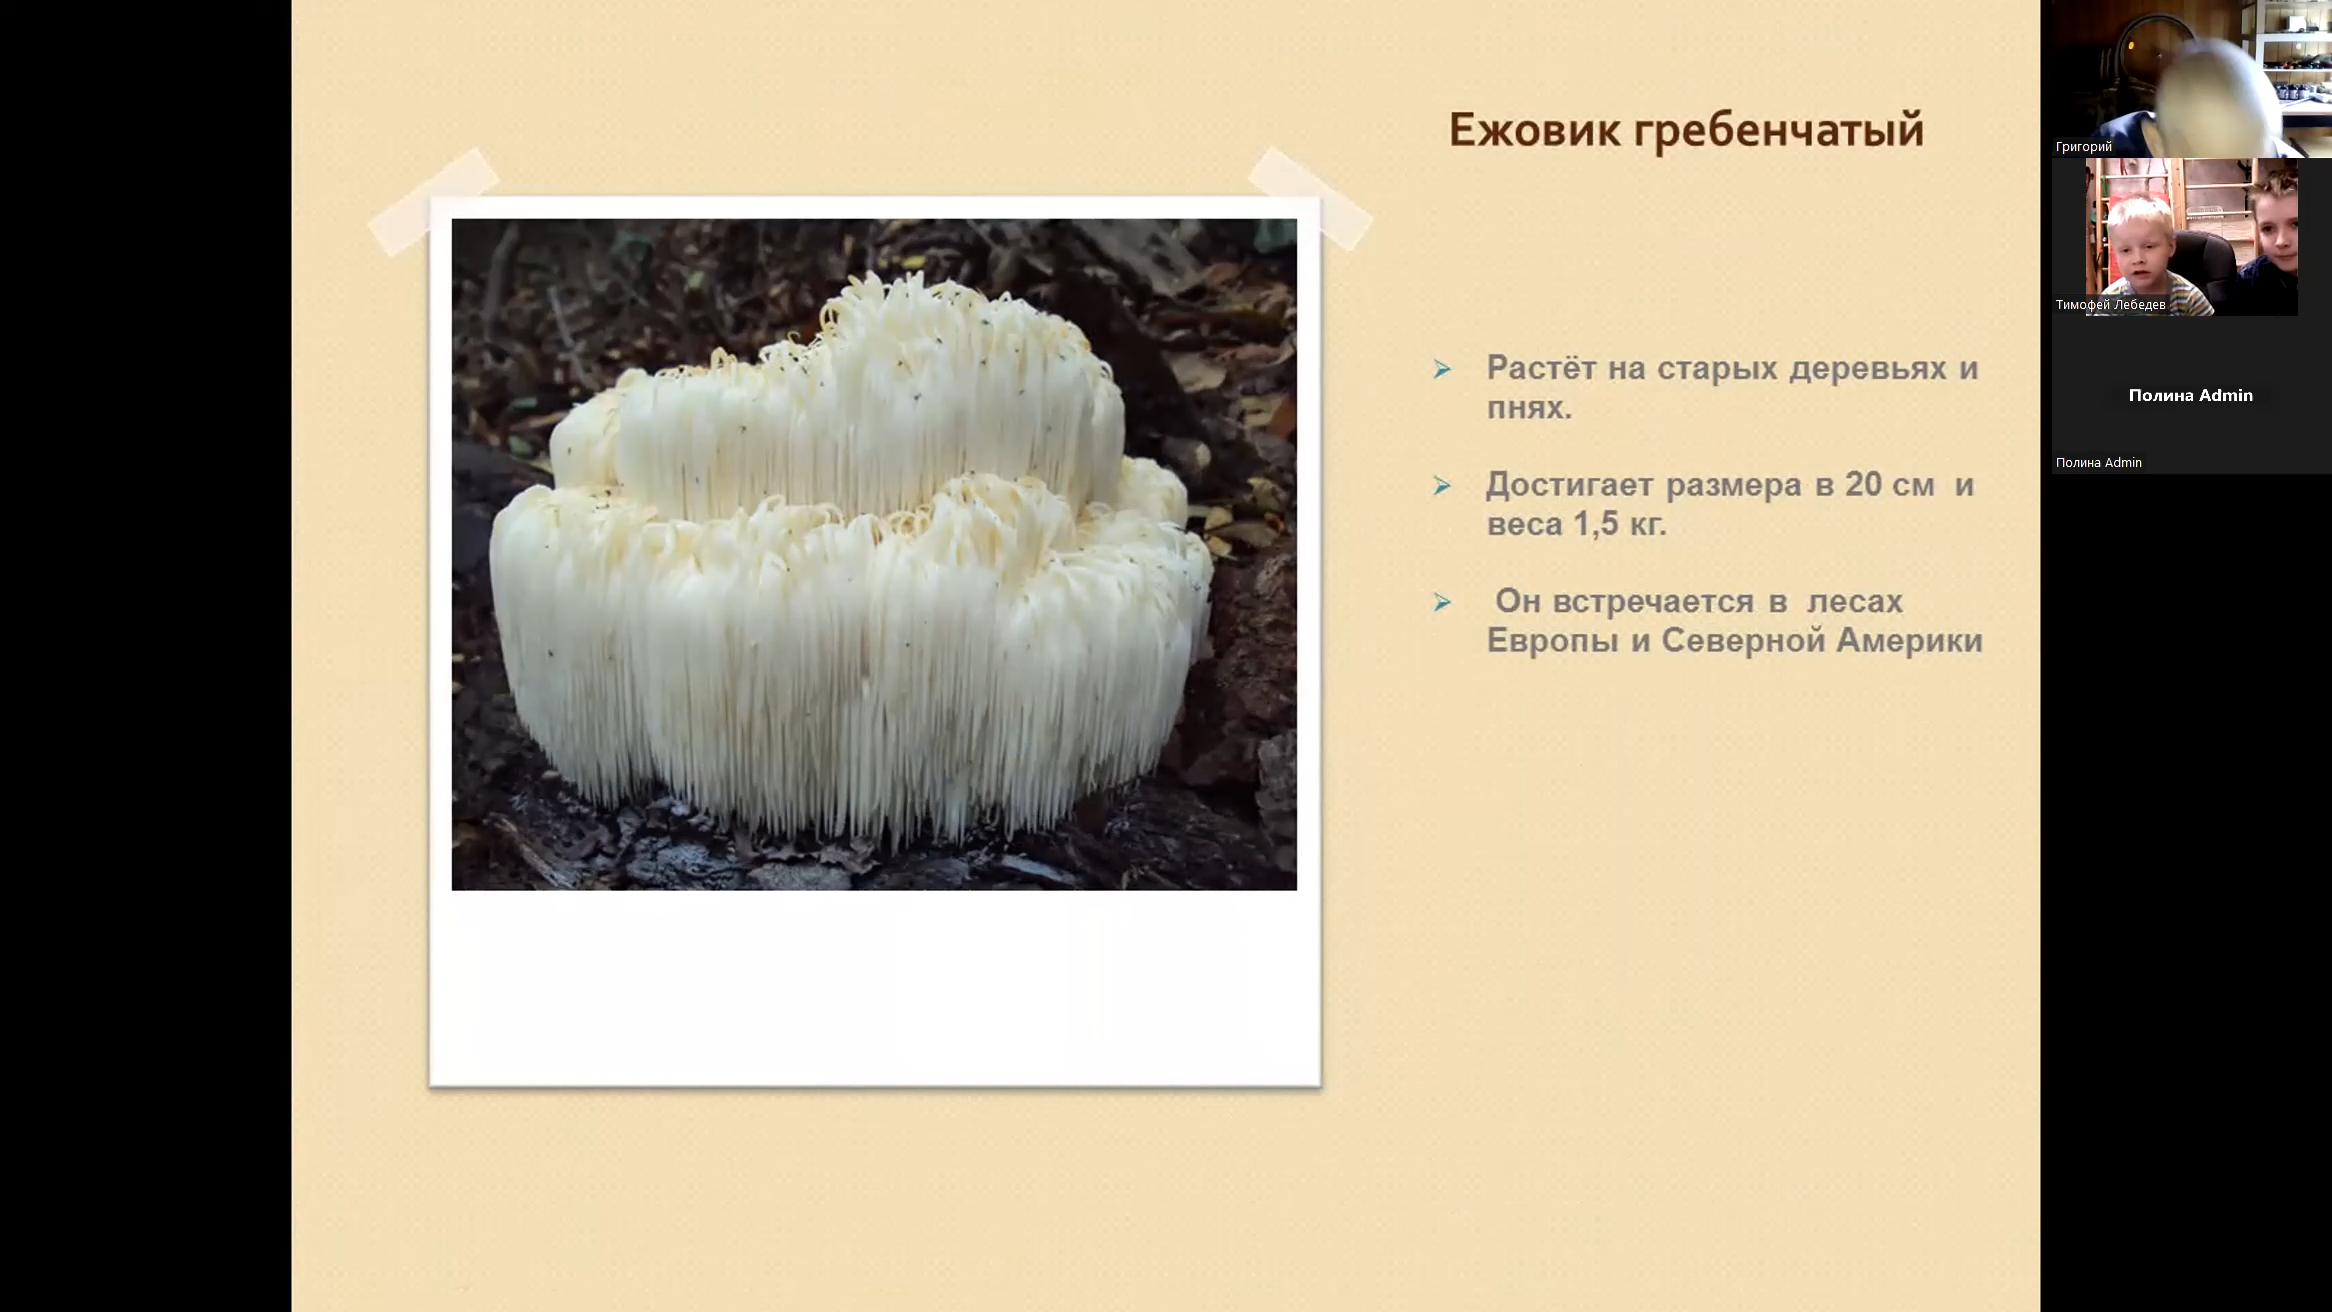 Ежовик гребенчатый
Растёт на старых деревьях и
пнях.
Достигает размера в 20 см и
веса 1,5 кг.
Он встречается в лесах
Европы и Северной Америки
Григорий
Тимофей Лебедев
Полина Admin
Полина Admin